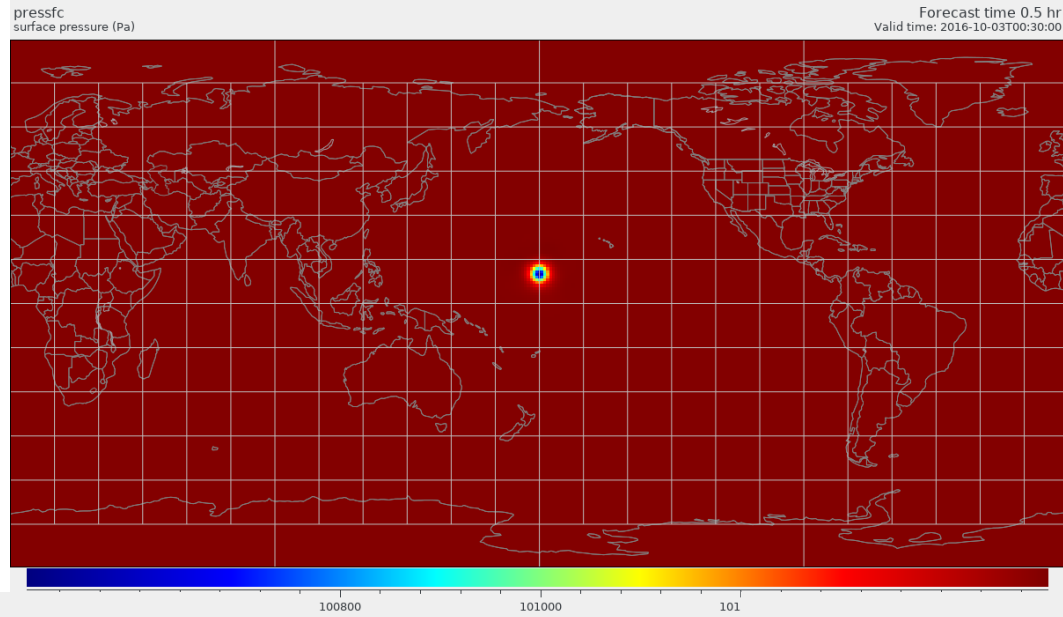 pressfc
surface pressure (Pa)
Forecast time 0.5 hr
Valid time: 2016-10-03T00:30:00
100800 101000 101